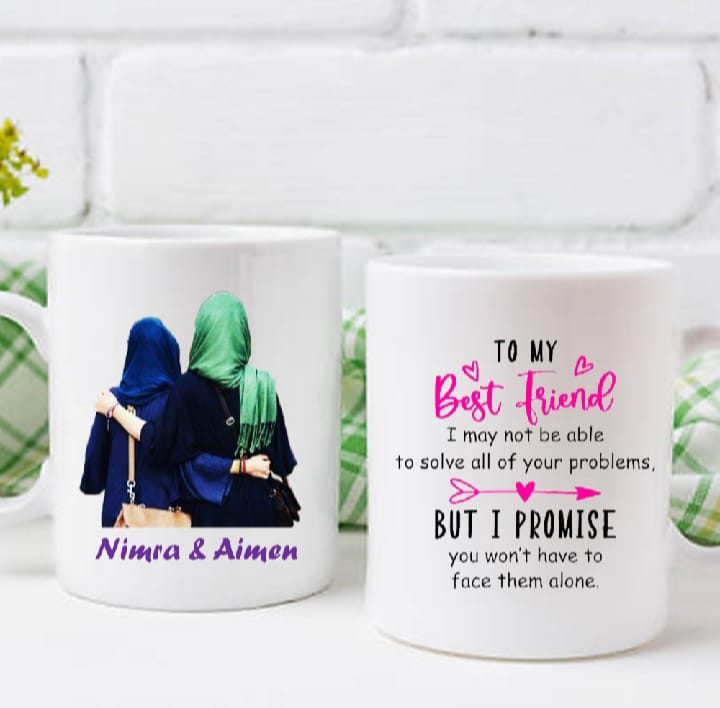 Nimra & Aimen
TO MY
Best Friend
I may not be able
to solve all of your problems,
BUT I PROMISE
you won't have to
face them alone.